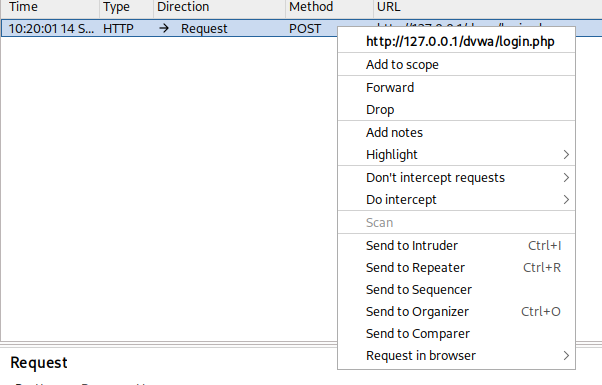 Time Type Direction Method URL
10:20:01 14 S... HTTP → Request POST
http://127.0.0.1/dvwa/login.php
Add to scope
Forward
Drop
Add notes
Highlight
Don't intercept requests
Do intercept
Scan
Send to Intruder Ctrl+I
Send to Repeater Ctrl+R
Send to Sequencer
Send to Organizer Ctrl+O
Send to Comparer
Request in browser
Request